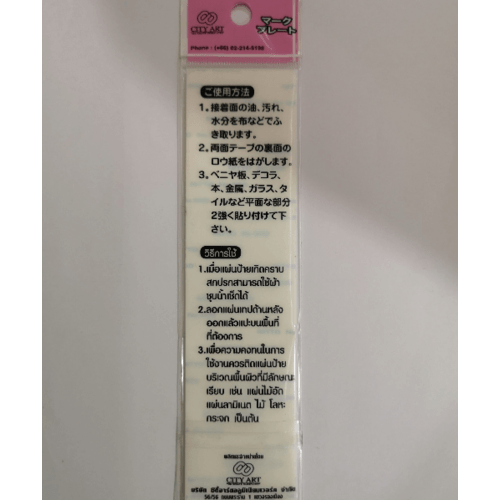 CITY ART
マーク
プレート
ご使用方法
1。接着面の油、汚れ、
水分を布などでふ
き取ります。
2。両面テープの裏面の
ロウ紙をはがします。
3。ベニヤ板、デコラ、
本、金属、ガラス、タ
イルなど平面な部分
2強く貼り付けて下
さい。
วิธีการใช้
1.เมื่อแผ่นป้ายเกิดคราบ
สกปรกสามารถใช้ผ้า
ชุบน้ำเช็ดได้
2.ลอกแผ่นเทปด้านหลัง
ออกแล้วแปะบนพื้นที่
ที่ต้องการ
3.เพื่อความคงทนในการ
ใช้งานควรติดแผ่นป้าย
บริเวณพื้นผิวที่มีลักษณะ
เรียบ เช่น แผ่นไม้อัด
แผ่นลามิเนต ไม้ โลหะ
กระจก เป็นต้น
CITY ART